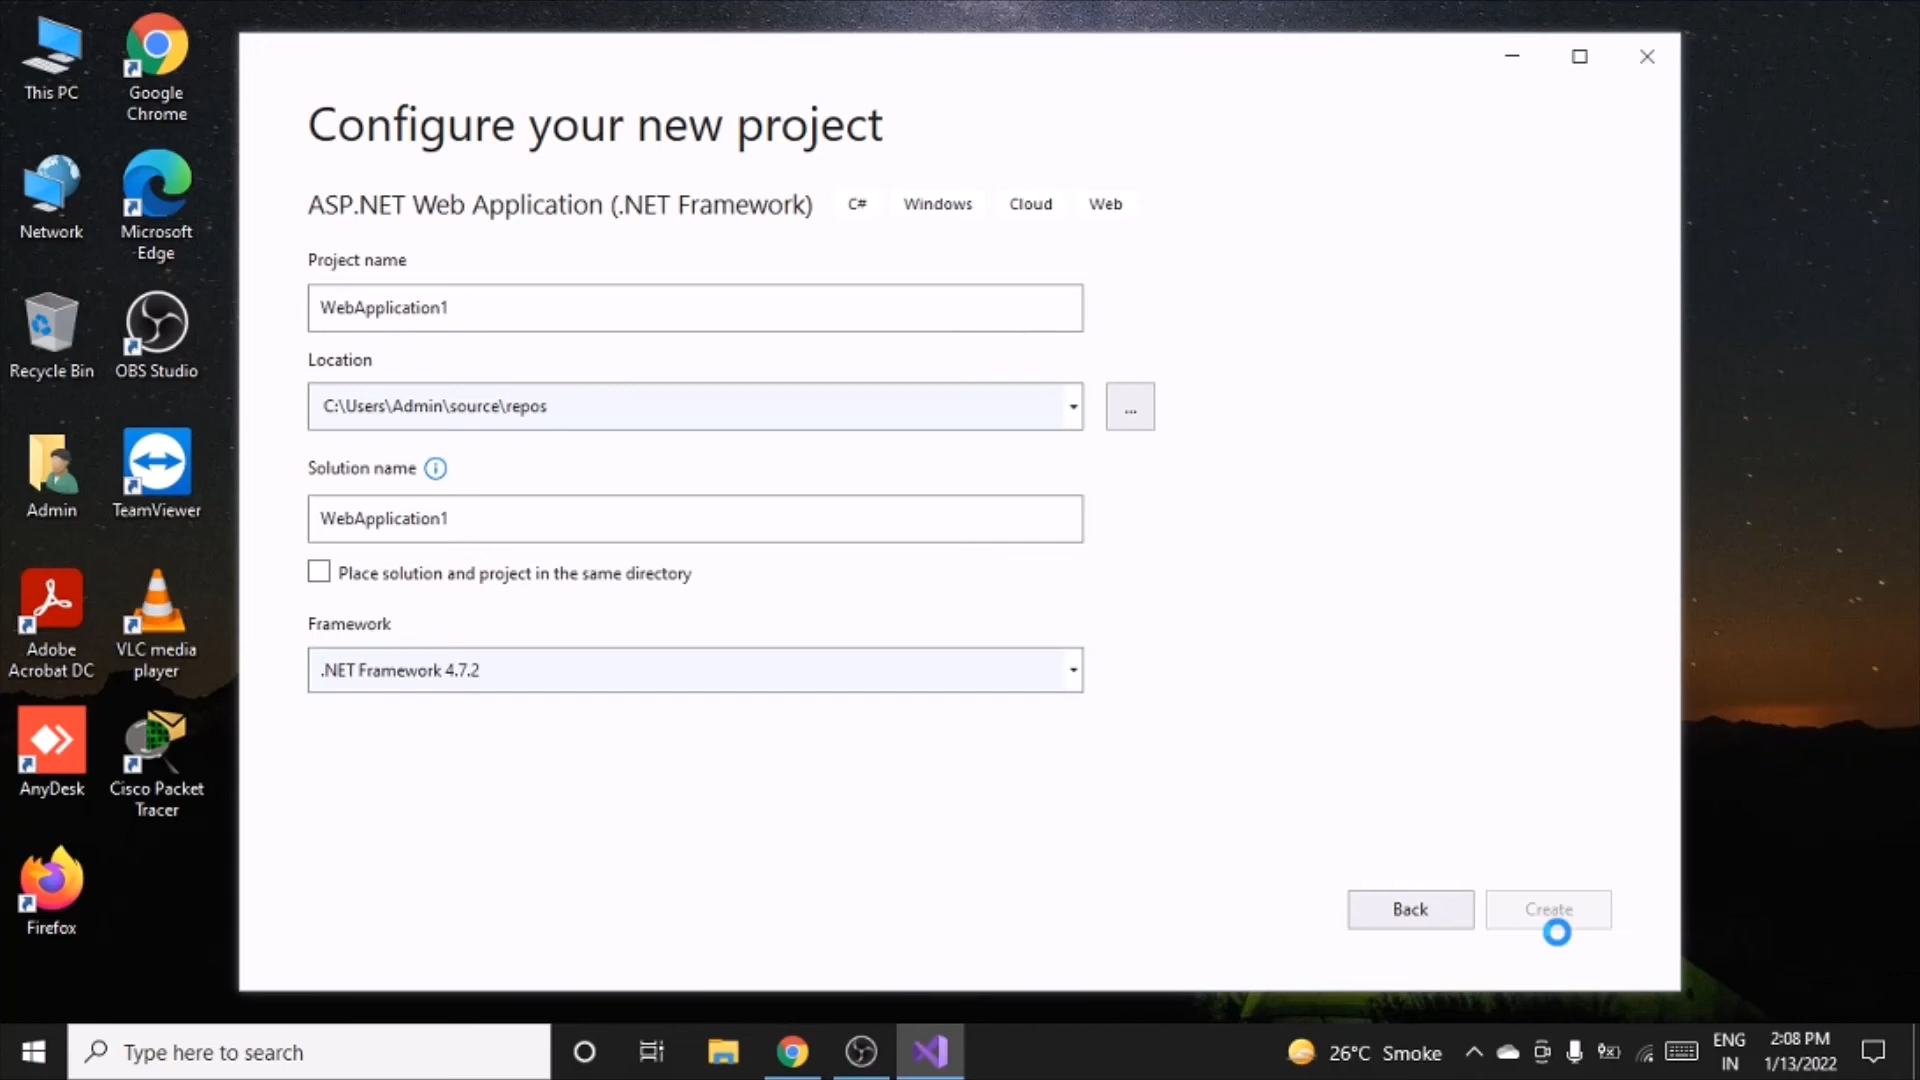 This PC
Google
Chrome
Network
Microsoft
Edge
Recycle Bin
OBS Studio
Admin
TeamViewer
Adobe
Acrobat DC
VLC media
player
AnyDesk
Cisco Packet
Tracer
Firefox
Configure your new project
ASP.NET Web Application (.NET Framework) C# Windows Cloud Web
Project name
WebApplication1
Location
C:\Users\Admin\source\repos
...
Solution name
WebApplication1
Place solution and project in the same directory
Framework
.NET Framework 4.7.2
Back
Create
Type here to search
26°C Smoke
ENG
IN
2:08 PM
1/13/2022